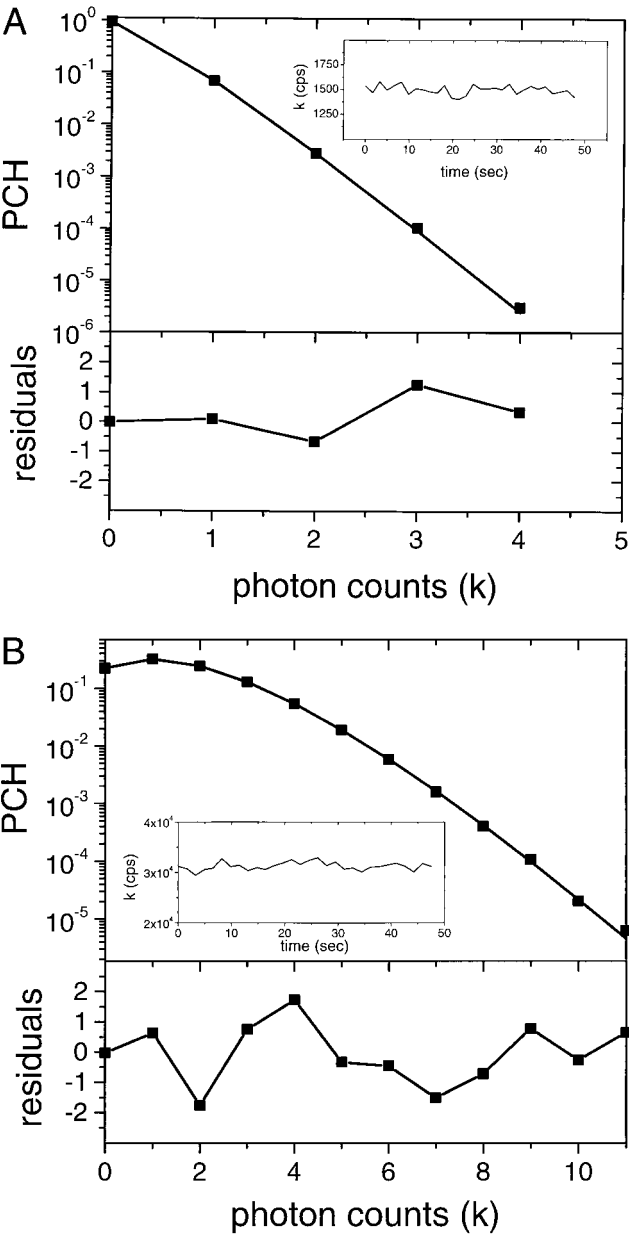 A
10^0
10^-1
10^-2
10^-3
10^-4
10^-5
10^-6
PCH
1750
1500
1250
k (cps)
0 10 20 30 40 50
time (sec)
2
1
0
-1
-2
residuals
0 1 2 3 4 5
photon counts (k)
B
10^-1
10^-2
10^-3
10^-4
10^-5
PCH
4x10^4
3x10^4
2x10^4
k (cps)
0 10 20 30 40 50
time (sec)
2
1
0
-1
-2
residuals
0 2 4 6 8 10
photon counts (k)